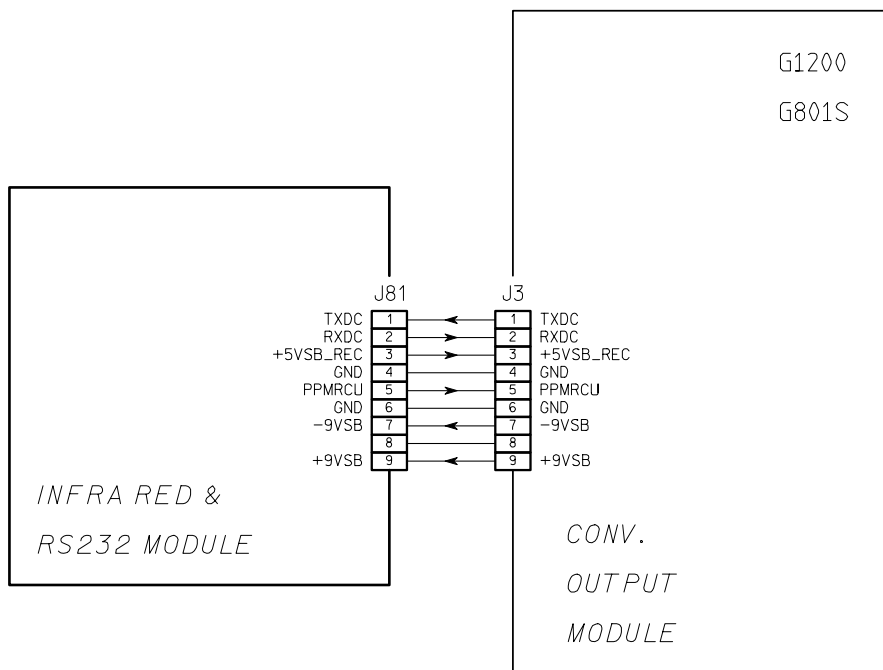 G1200
G801S
J81 J3
TXDC 1 1 TXDC
RXDC 2 2 RXDC
+5VSB_REC 3 3 +5VSB_REC
GND 4 4 GND
PPMRCU 5 5 PPMRCU
GND 6 6 GND
-9VSB 7 7 -9VSB
8 8
+9VSB 9 9 +9VSB
INFRA RED &
RS232 MODULE
CONV.
OUTPUT
MODULE